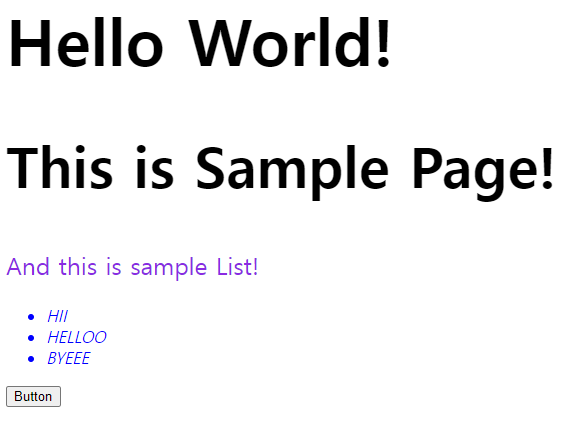 Hello World!
This is Sample Page!
And this is sample List!
HII
HELLOO
BYEEE
Button